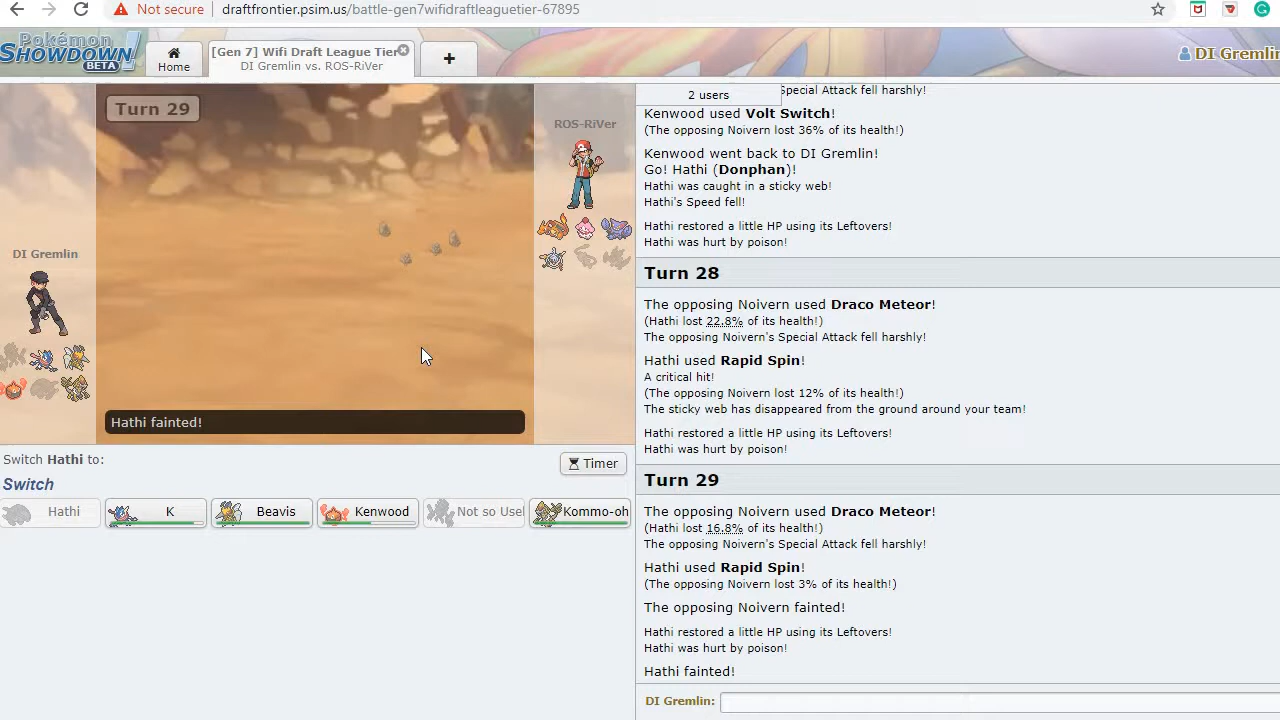 Not secure draftfrontier.psim.us/battle-gen7wifidraftleaguetier-67895
Pokémon
SHOWDOWN!
BETA
Home
[Gen 7] Wifi Draft League Tier
DI Gremlin vs. ROS-RiVer
+
DI Gremlin
Turn 29
ROS-RiVer
DI Gremlin
Hathi fainted!
Switch Hathi to:
Timer
Switch
Hathi
K
Beavis
Kenwood
Not so Usel
Kommo-oh
2 users
Special Attack fell harshly!
Kenwood used Volt Switch!
(The opposing Noivern lost 36% of its health!)
Kenwood went back to DI Gremlin!
Go! Hathi (Donphan)!
Hathi was caught in a sticky web!
Hathi's Speed fell!
Hathi restored a little HP using its Leftovers!
Hathi was hurt by poison!
Turn 28
The opposing Noivern used Draco Meteor!
(Hathi lost 22.8% of its health!)
The opposing Noivern's Special Attack fell harshly!
Hathi used Rapid Spin!
A critical hit!
(The opposing Noivern lost 12% of its health!)
The sticky web has disappeared from the ground around your team!
Hathi restored a little HP using its Leftovers!
Hathi was hurt by poison!
Turn 29
The opposing Noivern used Draco Meteor!
(Hathi lost 16.8% of its health!)
The opposing Noivern's Special Attack fell harshly!
Hathi used Rapid Spin!
(The opposing Noivern lost 3% of its health!)
The opposing Noivern fainted!
Hathi restored a little HP using its Leftovers!
Hathi was hurt by poison!
Hathi fainted!
DI Gremlin: